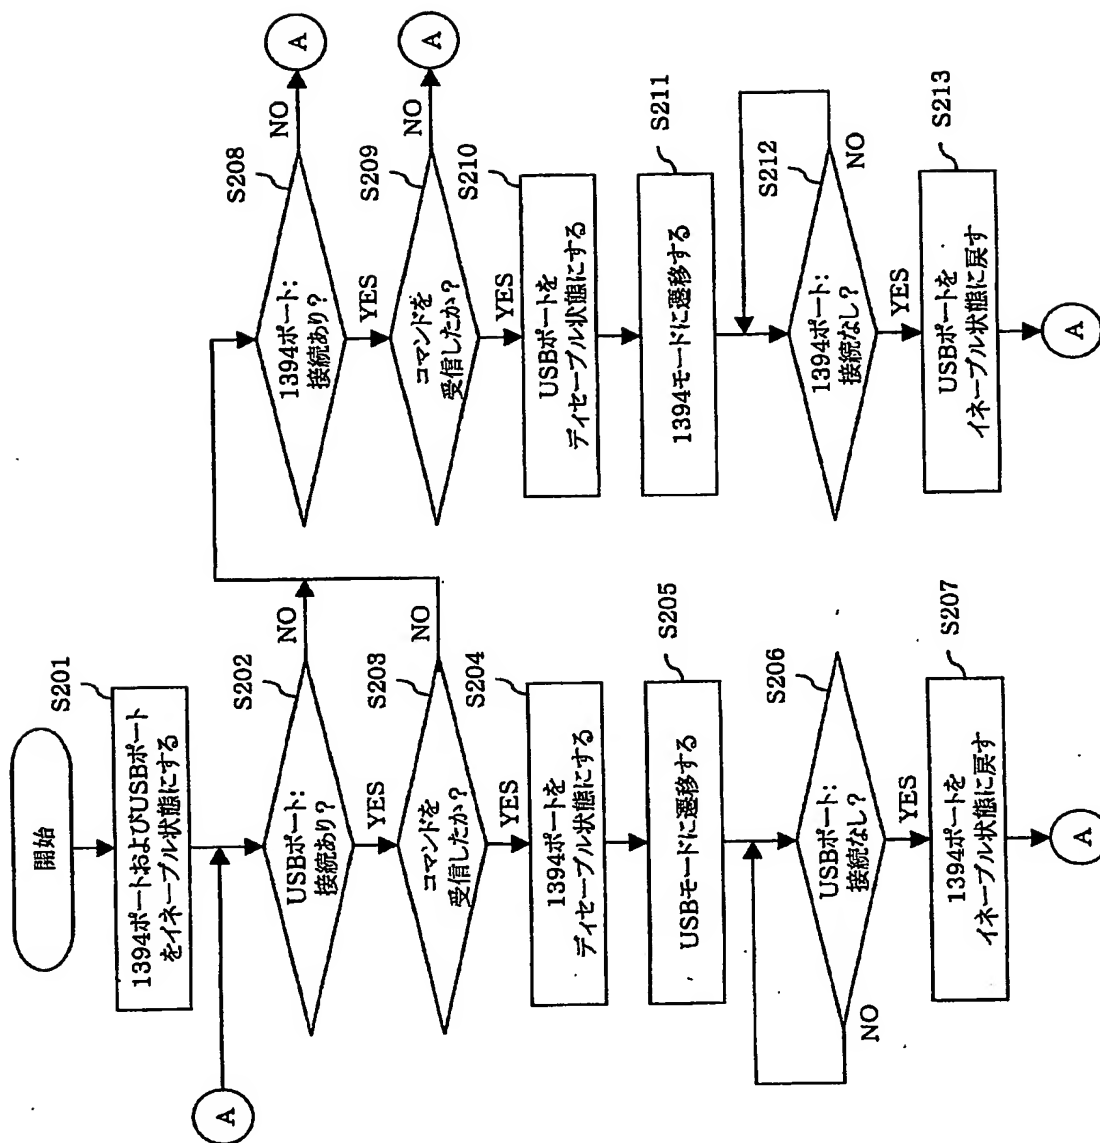 開始
S201
1394ポートおよびUSBポート
をイネーブル状態にする
A
S202
USBポート:
接続あり?
NO
YES
S203
コマンドを
受信したか?
NO
YES
S204
1394ポートを
ディセーブル状態にする
S205
USBモードに遷移する
S206
USBポート:
接続なし?
NO
YES
S207
1394ポートを
イネーブル状態に戻す
A
S208
1394ポート:
接続あり?
NO
A
YES
S209
コマンドを
受信したか?
NO
A
YES
S210
USBポートを
ディセーブル状態にする
S211
1394モードに遷移する
S212
1394ポート:
接続なし?
NO
YES
S213
USBポートを
イネーブル状態に戻す
A